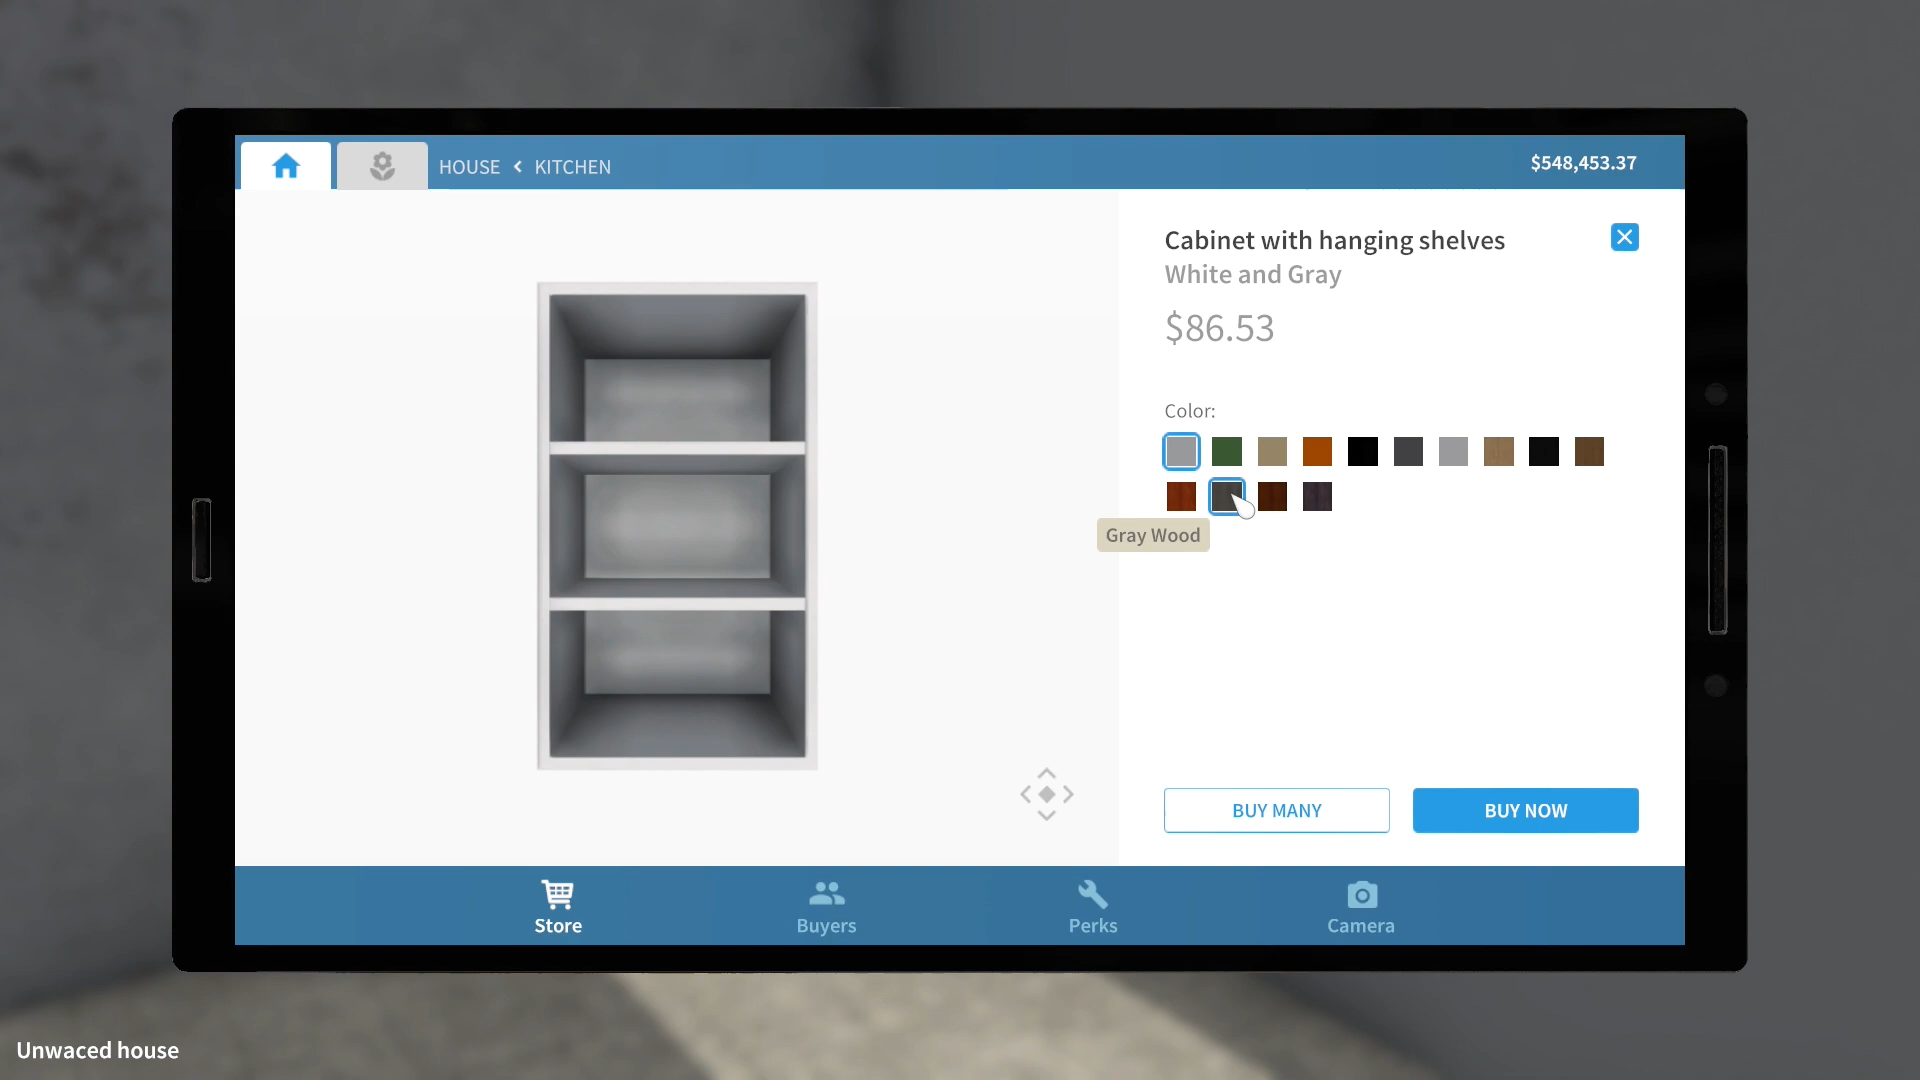 HOUSE < KITCHEN
$548,453.37
Cabinet with hanging shelves
White and Gray
$86.53
Color:
Gray Wood
BUY MANY
BUY NOW
Store
Buyers
Perks
Camera
Unwaced house